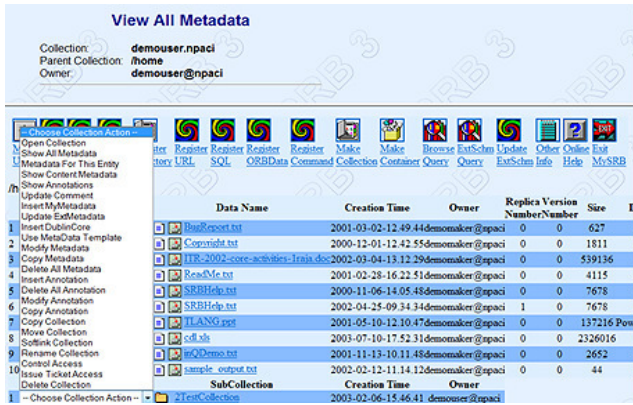 View All Metadata
Collection: demouser.npaci
Parent Collection: /home
Owner: demouser@npaci
Register Register Register Register Make Make Browse ExtSchm Update Other Online Exit
URL SQL ORBData Command Collection Container Query Query ExtSchm Info Help MySRB
-- Choose Collection Action --
Open Collection
Show All Metadata
Metadata For This Entity
Show Content Metadata
Show Annotations
Update Comment
Insert MyMetadata
Update ExtMetadata
Insert DublinCore
Use MetaData Template
Modify Metadata
Copy Metadata
Delete All Metadata
Insert Annotation
Delete All Annotation
Modify Annotation
Copy Annotation
Copy Collection
Move Collection
Softlink Collection
Rename Collection
Control Access
Issue Ticket Access
Delete Collection
Data Name Creation Time Owner Replica Number Version Number Size
1 BugReport.txt 2001-03-02-12.49.44 demomaker@npaci 0 0 627
2 Copyright.txt 2000-12-01-12.42.55 demomaker@npaci 0 0 1811
3 ITR-2002-core-activities-1raja.doc 2002-03-04-13.12.29 demomaker@npaci 0 0 539136
4 ReadMe.txt 2001-02-28-16.22.51 demomaker@npaci 0 0 4115
5 SRBHelp.txt 2000-11-06-14.05.48 demomaker@npaci 0 0 7678
6 SRBHelp.txt 2002-04-25-09.34.34 demomaker@npaci 1 0 7678
7 TLANG.ppt 2001-05-10-12.10.47 demomaker@npaci 0 0 137216
8 cdl.xls 2003-07-10-17.52.31 demomaker@npaci 0 0 2326016
9 inQDemo.txt 2001-11-13-10.11.48 demomaker@npaci 0 0 2652
10 sample_output.txt 2002-02-12-11.14.12 demomaker@npaci 0 0 44
SubCollection Creation Time Owner
1 -- Choose Collection Action -- 2TestCollection 2003-02-06-15.46.41 demouser@npaci